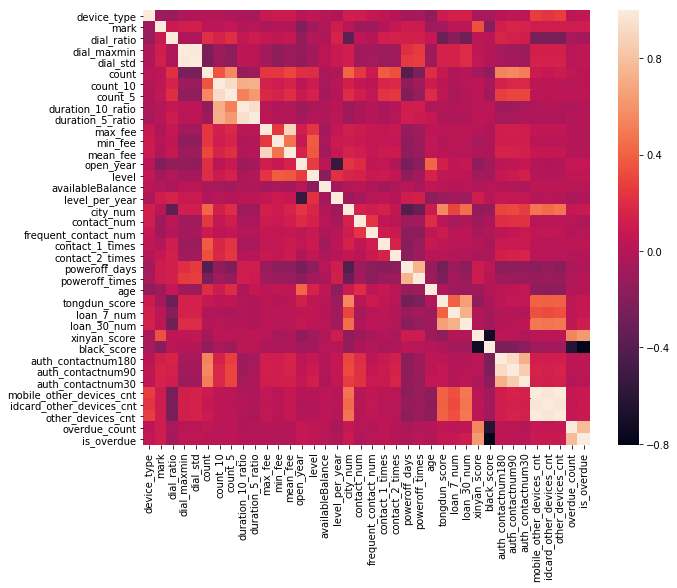 device_type
mark
dial_ratio
dial_maxmin
dial_std
count
count_10
count_5
duration_10_ratio
duration_5_ratio
max_fee
min_fee
mean_fee
open_year
level
availableBalance
level_per_year
city_num
contact_num
frequent_contact_num
contact_1_times
contact_2_times
poweroff_days
poweroff_times
age
tongdun_score
loan_7_num
loan_30_num
xinyan_score
black_score
auth_contactnum180
auth_contactnum90
auth_contactnum30
mobile_other_devices_cnt
idcard_other_devices_cnt
other_devices_cnt
overdue_count
is_overdue
device_type
mark
dial_ratio
dial_maxmin
dial_std
count
count_10
count_5
duration_10_ratio
duration_5_ratio
max_fee
min_fee
mean_fee
open_year
level
availableBalance
level_per_year
city_num
contact_num
frequent_contact_num
contact_1_times
contact_2_times
poweroff_days
poweroff_times
age
tongdun_score
loan_7_num
loan_30_num
xinyan_score
black_score
auth_contactnum180
auth_contactnum90
auth_contactnum30
mobile_other_devices_cnt
idcard_other_devices_cnt
other_devices_cnt
overdue_count
is_overdue
0.8
0.4
0.0
−0.4
−0.8